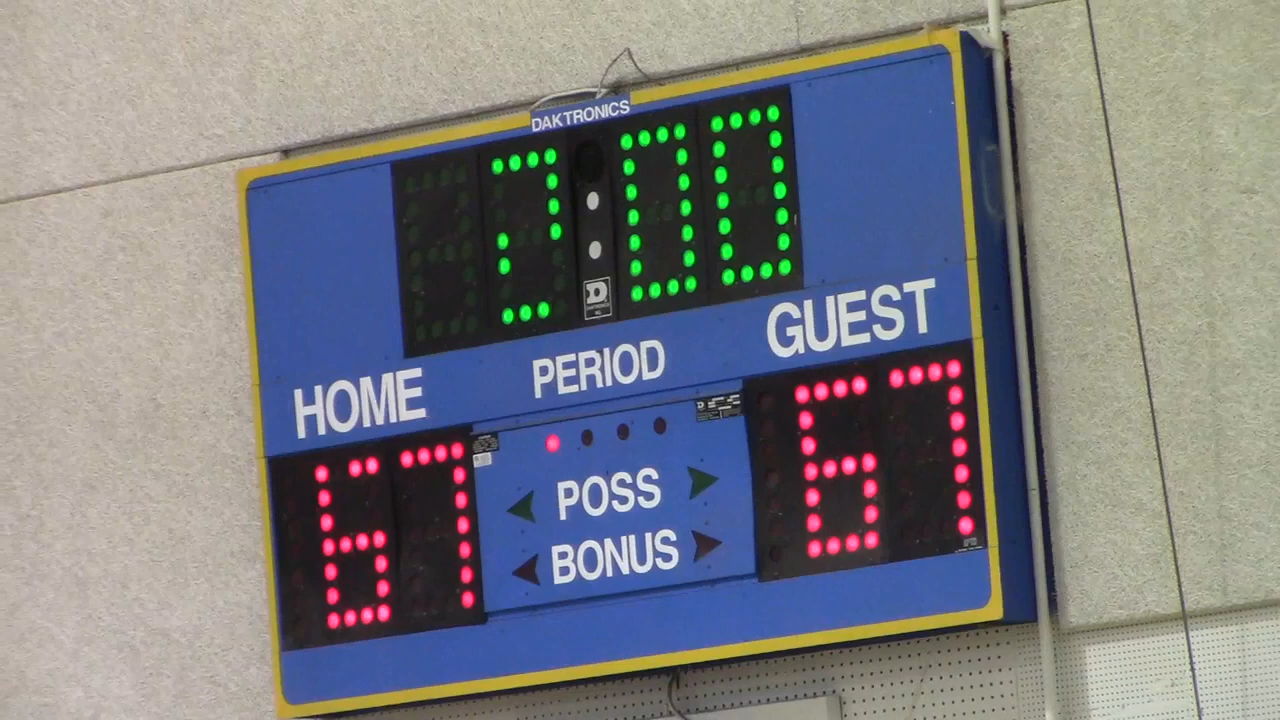 DAKTRONICS
2:00
HOME PERIOD GUEST
67 67
POSS
BONUS